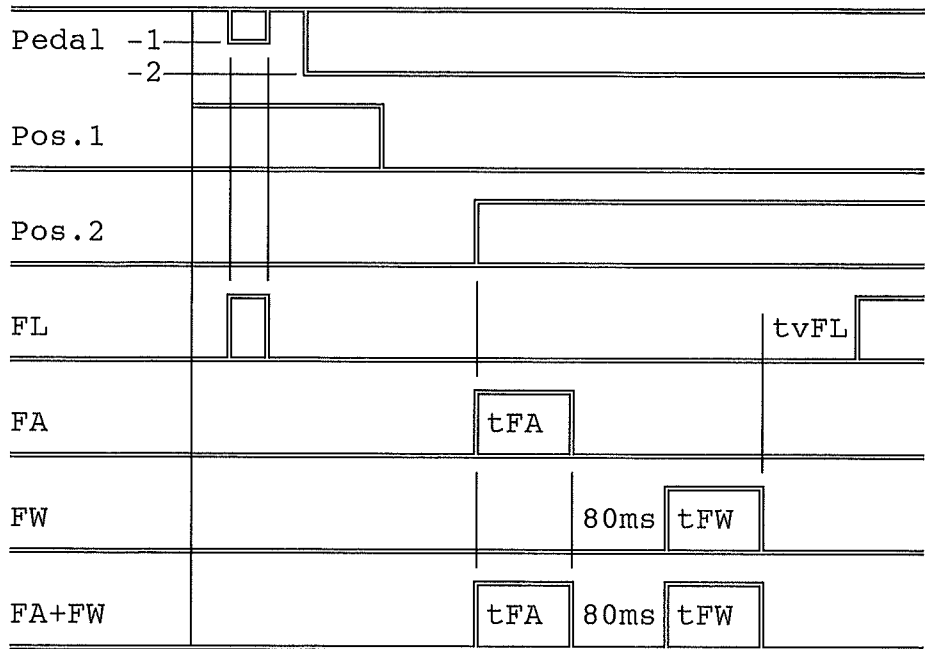 Pedal -1
-2
Pos.1
Pos.2
FL tvFL
FA tFA
FW 80ms tFW
FA+FW tFA 80ms tFW